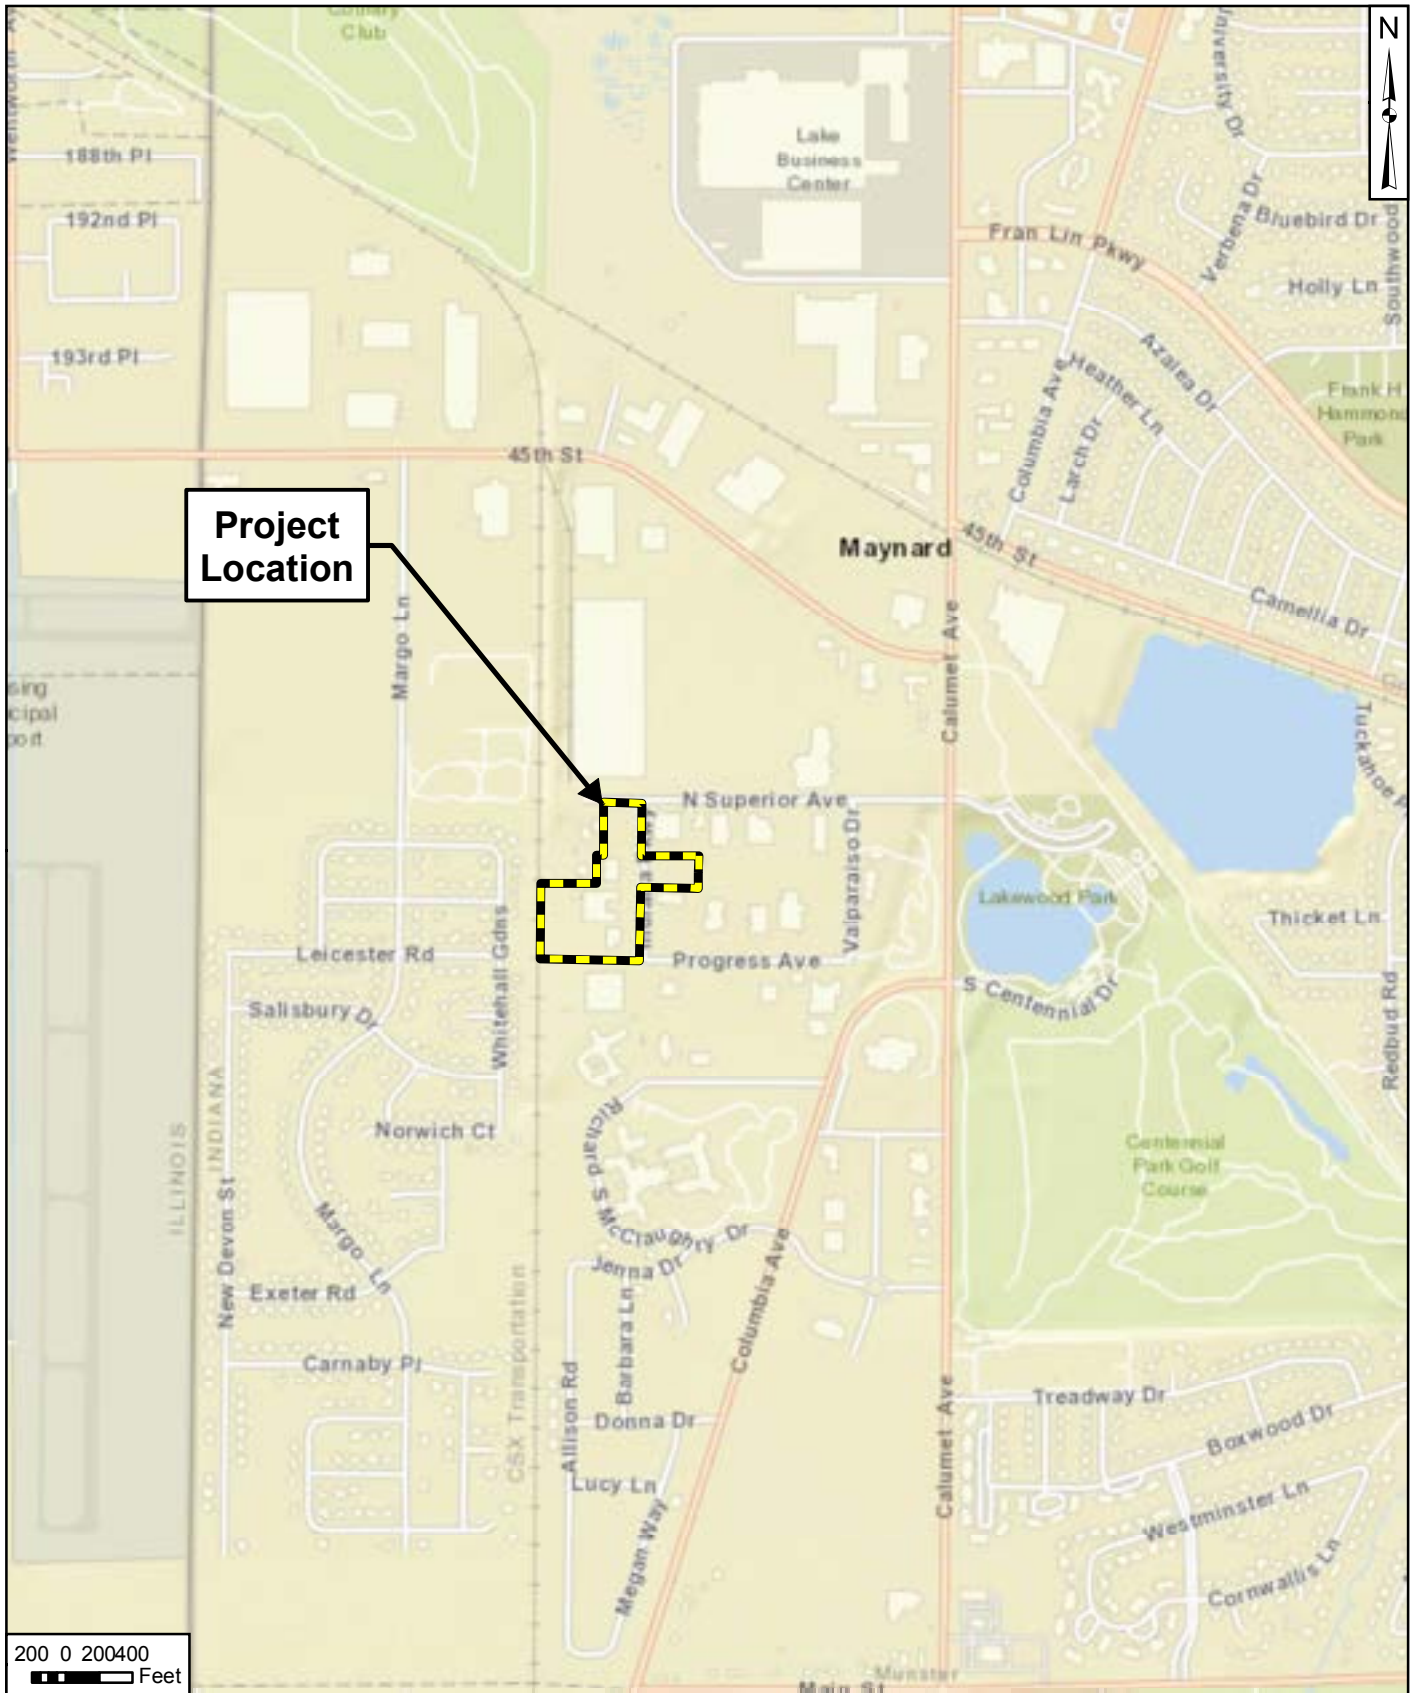 Culinary
Club
N
University Dr
188th Pl
Lake
Business
Center
192nd Pl
Bluebird Dr
Verbena Dr
Fran Lin Pkwy
Holly Ln
Southwood
193rd Pl
Azalea Dr
Heather Ln
Columbia Ave
Larch Dr
Frank H
Hammond
Park
45th St
Project
Location
Maynard
45th St
Camellia Dr
Margo Ln
Calumet Ave
Tuckahoe
N Superior Ave
Valparaiso Dr
Lakewood Park
Thicket Ln
Whitehall Gdns
Leicester Rd
Progress Ave
Salisbury Dr
S Centennial Dr
Redbud Rd
ILLINOIS
INDIANA
Norwich Ct
Richard S McClaughry Dr
Centennial
Park Golf
Course
New Devon St
Margo Ln
Jenna Dr
Exeter Rd
Barbara Ln
Columbia Ave
CSX Transportation
Carnaby Pl
Allison Rd
Calumet Ave
Treadway Dr
Donna Dr
Boxwood Dr
Lucy Ln
Westminster Ln
Megan Way
Cornwallis Ln
200 0 200400
Feet
Munster
Main St